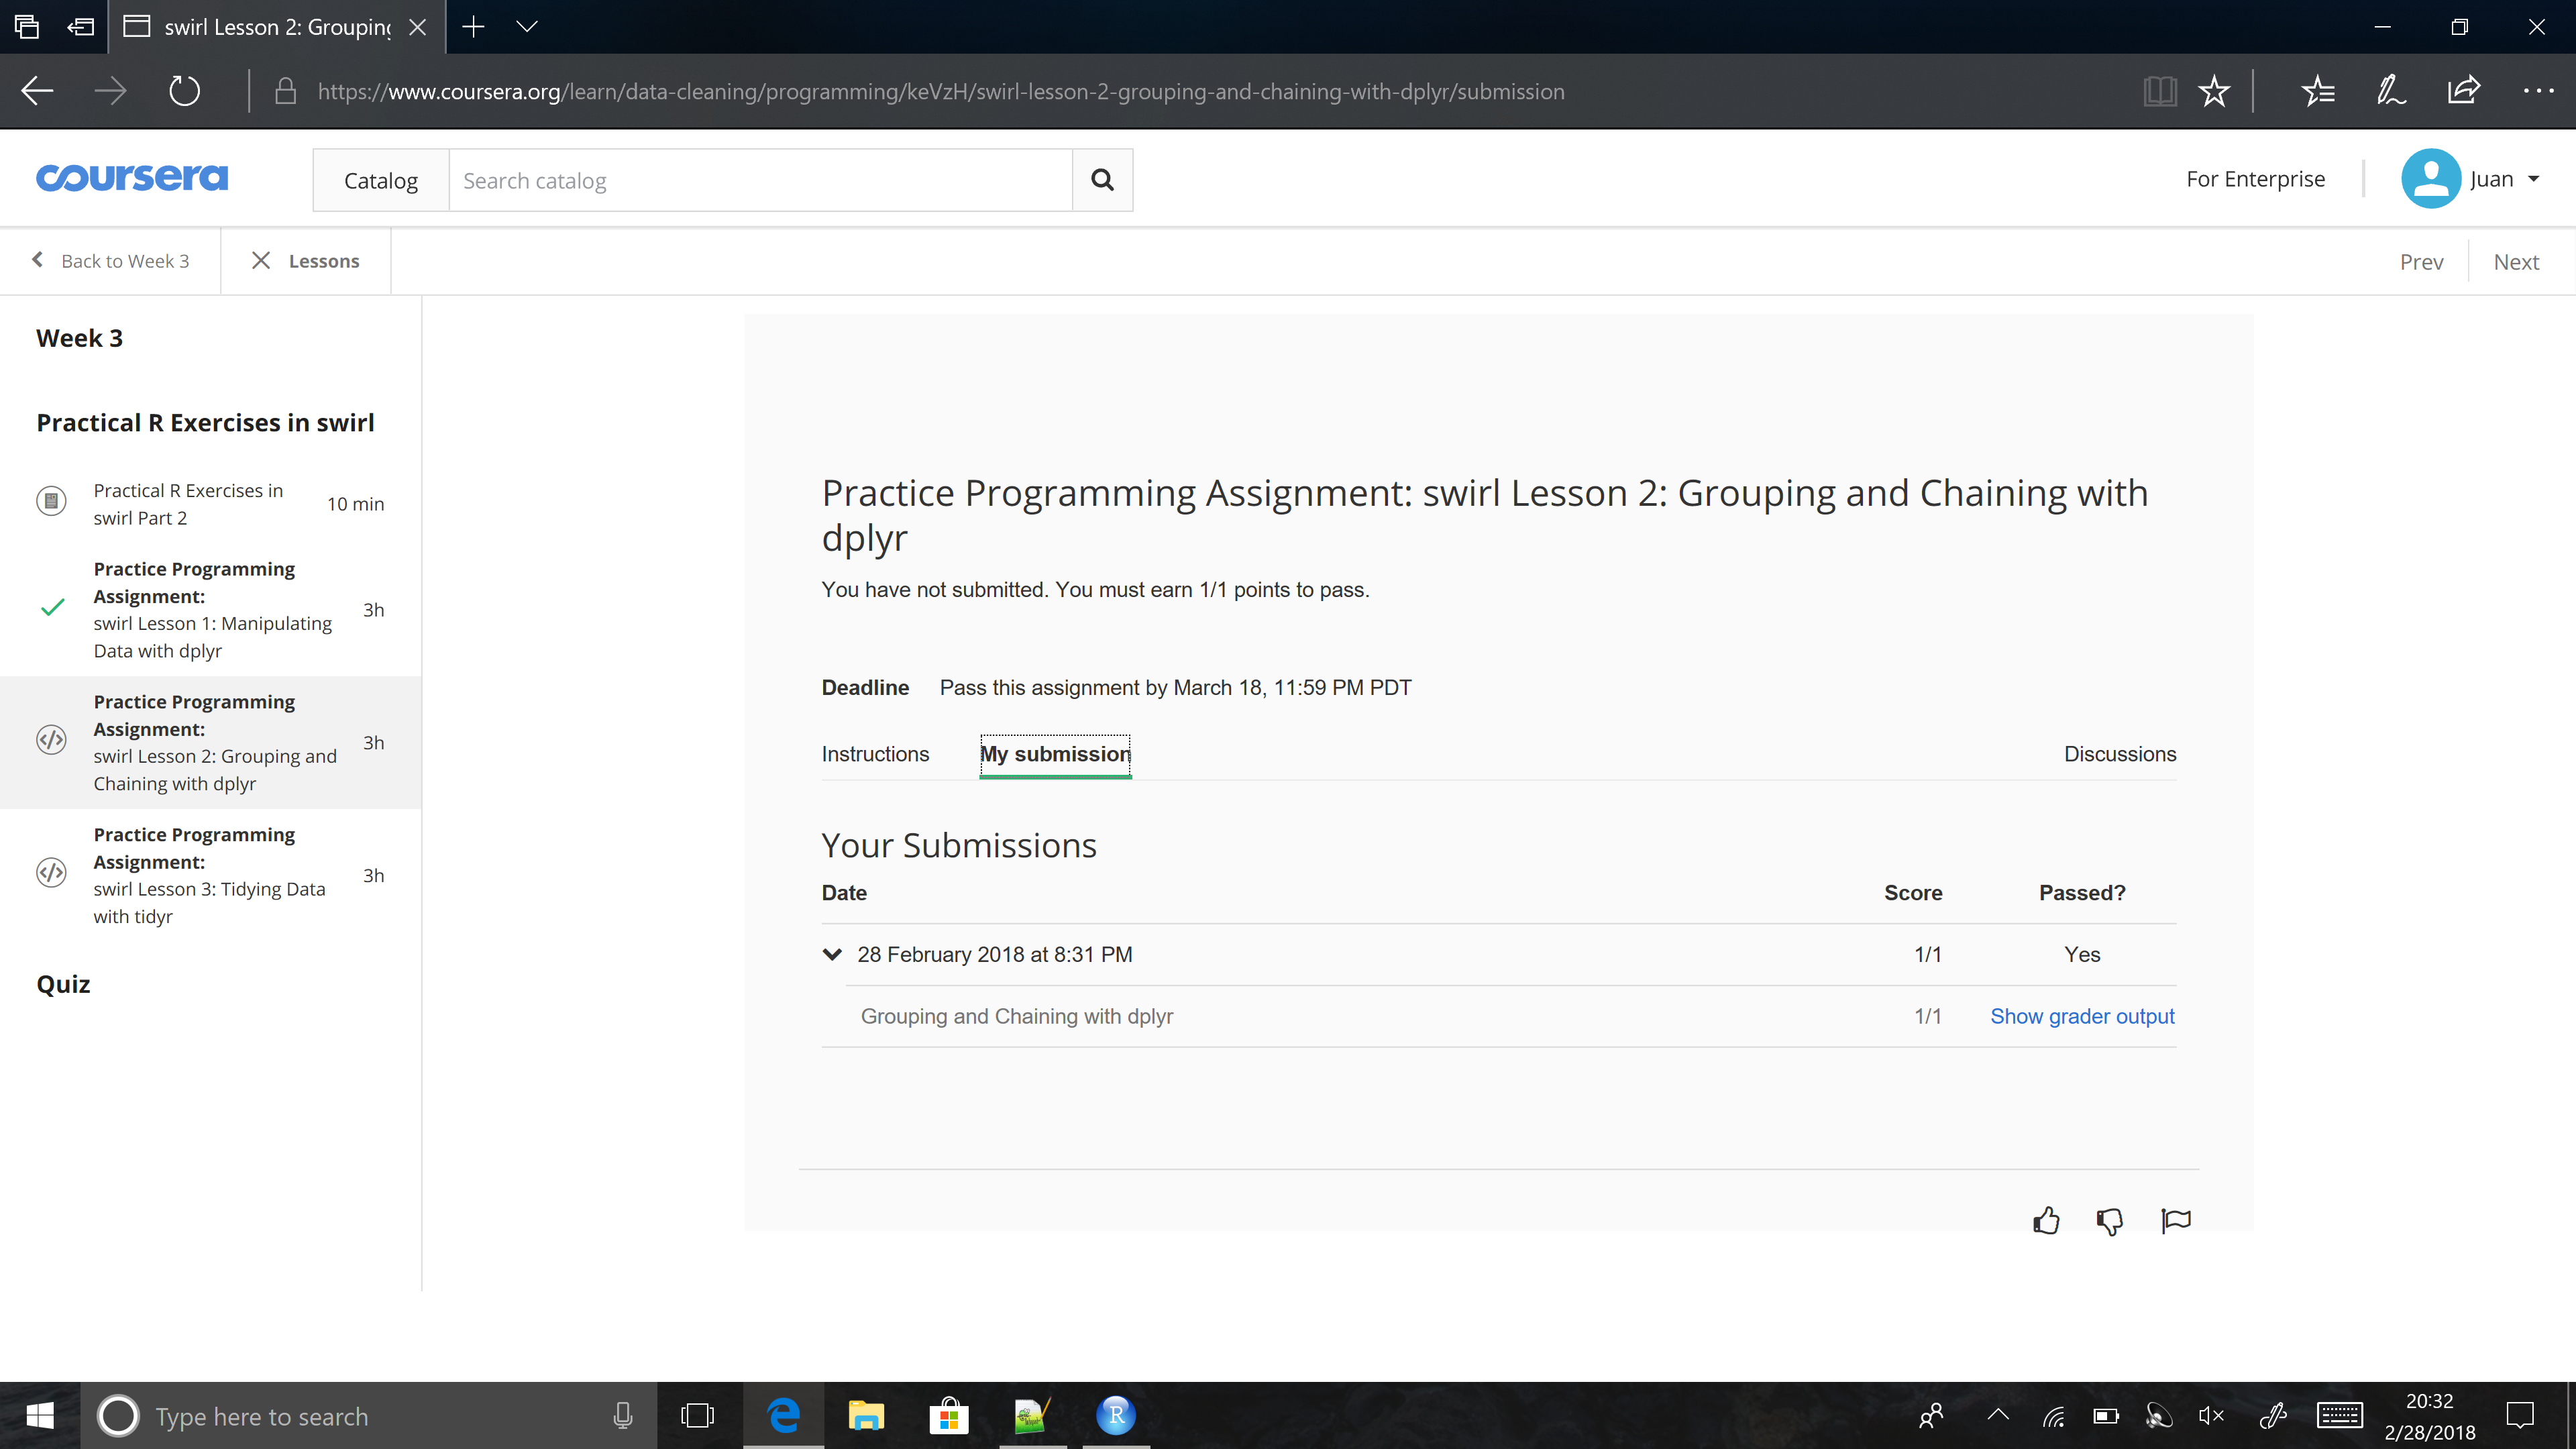 swirl Lesson 2: Grouping
https://www.coursera.org/learn/data-cleaning/programming/keVzH/swirl-lesson-2-grouping-and-chaining-with-dplyr/submission
coursera
Catalog
Search catalog
For Enterprise
Juan
Back to Week 3
Lessons
Prev
Next
Week 3
Practical R Exercises in swirl
Practical R Exercises in
swirl Part 2
10 min
Practice Programming
Assignment:
swirl Lesson 1: Manipulating
Data with dplyr
3h
Practice Programming
Assignment:
swirl Lesson 2: Grouping and
Chaining with dplyr
3h
Practice Programming
Assignment:
swirl Lesson 3: Tidying Data
with tidyr
3h
Quiz
Practice Programming Assignment: swirl Lesson 2: Grouping and Chaining with
dplyr
You have not submitted. You must earn 1/1 points to pass.
Deadline Pass this assignment by March 18, 11:59 PM PDT
Instructions
My submission
Discussions
Your Submissions
Date Score Passed?
28 February 2018 at 8:31 PM 1/1 Yes
Grouping and Chaining with dplyr 1/1 Show grader output
Type here to search
R
20:32
2/28/2018